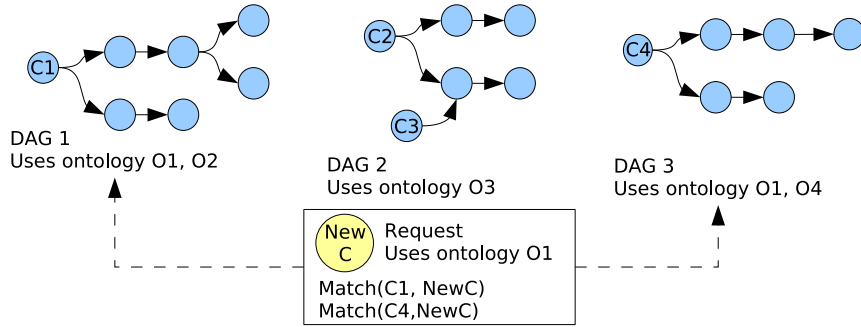 C1
C2
C3
C4
DAG 1
Uses ontology O1, O2
DAG 2
Uses ontology O3
DAG 3
Uses ontology O1, O4
New
C
Request
Uses ontology O1
Match(C1, NewC)
Match(C4,NewC)